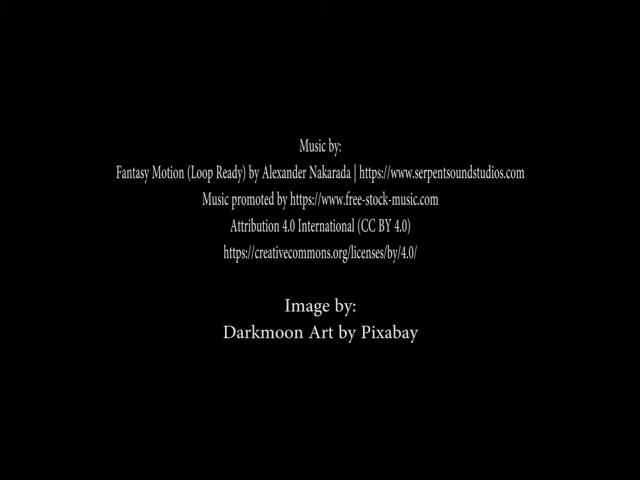 Music by:
Fantasy Motion (Loop Ready) by Alexander Nakarada | https://www.serpentsoundstudios.com
Music promoted by https://www.free-stock-music.com
Attribution 4.0 International (CC BY 4.0)
https://creativecommons.org/licenses/by/4.0/
Image by:
Darkmoon Art by Pixabay